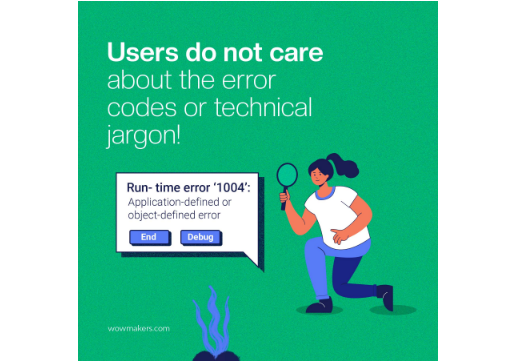 Users do not care
about the error
codes or technical
jargon!
Run- time error ‘1004’:
Application-defined or
object-defined error
End Debug
wowmakers.com